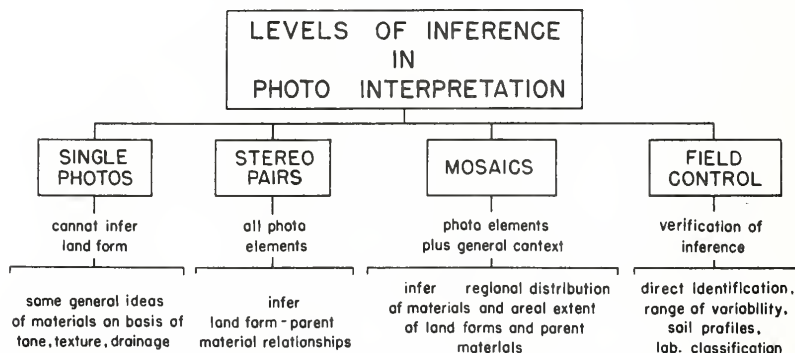 LEVELS OF INFERENCE
IN
PHOTO INTERPRETATION
SINGLE
PHOTOS
cannot infer
land form
some general ideas
of materials on basis of
tone, texture, drainage
STEREO
PAIRS
all photo
elements
infer
land form - parent
material relationships
MOSAICS
photo elements
plus general context
infer regional distribution
of materials and areal extent
of land forms and parent
materials
FIELD
CONTROL
verification of
inference
direct identification,
range of variability,
soil profiles,
lab. classification